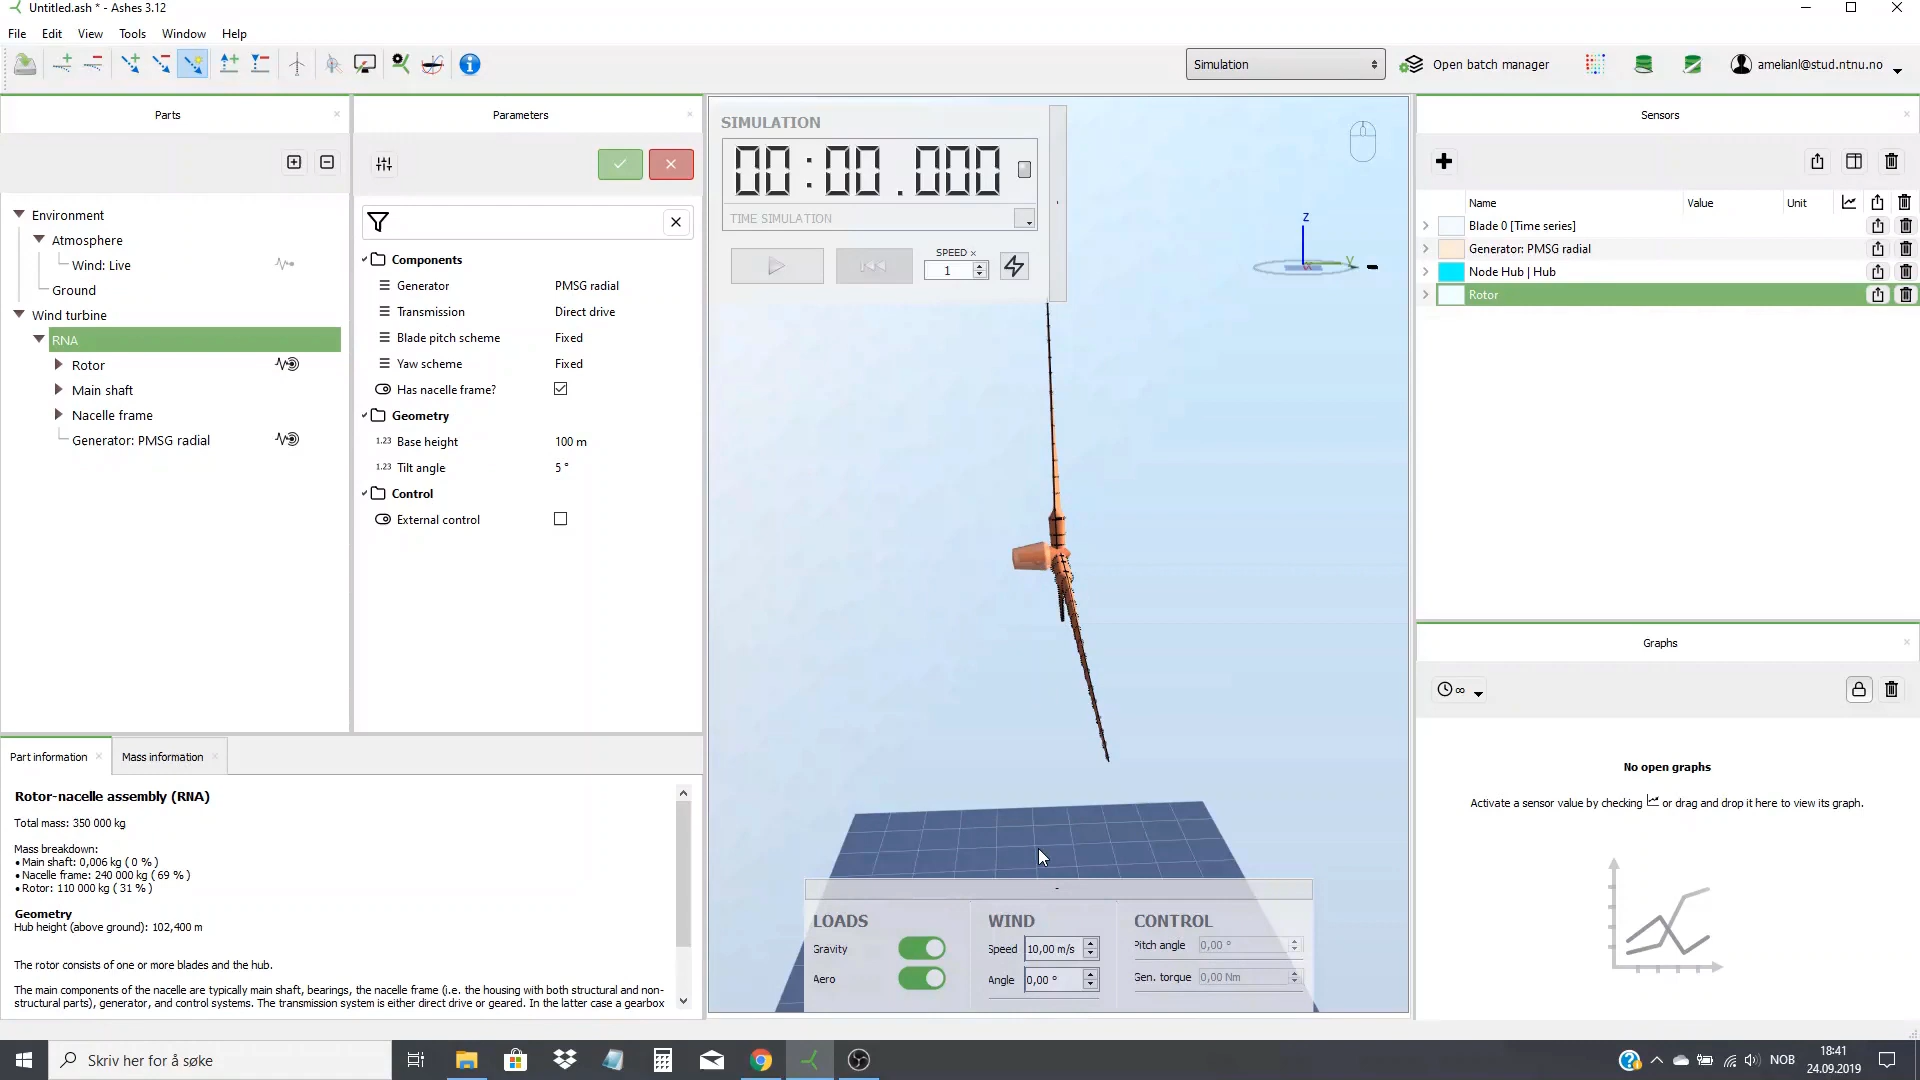 Untitled.ash * - Ashes 3.12
File Edit View Tools Window Help
Simulation
Open batch manager
amelianl@stud.ntnu.no
Parts
Environment
Atmosphere
Wind: Live
Ground
Wind turbine
RNA
Rotor
Main shaft
Nacelle frame
Generator: PMSG radial
Parameters
Components
Generator PMSG radial
Transmission Direct drive
Blade pitch scheme Fixed
Yaw scheme Fixed
Has nacelle frame?
Geometry
1.23 Base height 100 m
1.23 Tilt angle 5 °
Control
External control
Part information
Mass information
Rotor-nacelle assembly (RNA)
Total mass: 350 000 kg
Mass breakdown:
• Main shaft: 0,006 kg ( 0 % )
• Nacelle frame: 240 000 kg ( 69 % )
• Rotor: 110 000 kg ( 31 % )
Geometry
Hub height (above ground): 102,400 m
The rotor consists of one or more blades and the hub.
The main components of the nacelle are typically main shaft, bearings, the nacelle frame (i.e. the housing with both structural and non-
structural parts), generator, and control systems. The transmission system is either direct drive or geared. In the latter case a gearbox
SIMULATION
00:00.000
TIME SIMULATION
SPEED ×
1
Z
Y
X
LOADS
Gravity
Aero
WIND
Speed 10,00 m/s
Angle 0,00 °
CONTROL
Pitch angle 0,00 °
Gen. torque 0,00 Nm
Sensors
Name Value Unit
Blade 0 [Time series]
Generator: PMSG radial
Node Hub | Hub
Rotor
Graphs
∞
No open graphs
Activate a sensor value by checking or drag and drop it here to view its graph.
Skriv her for å søke
NOB
18:41
24.09.2019